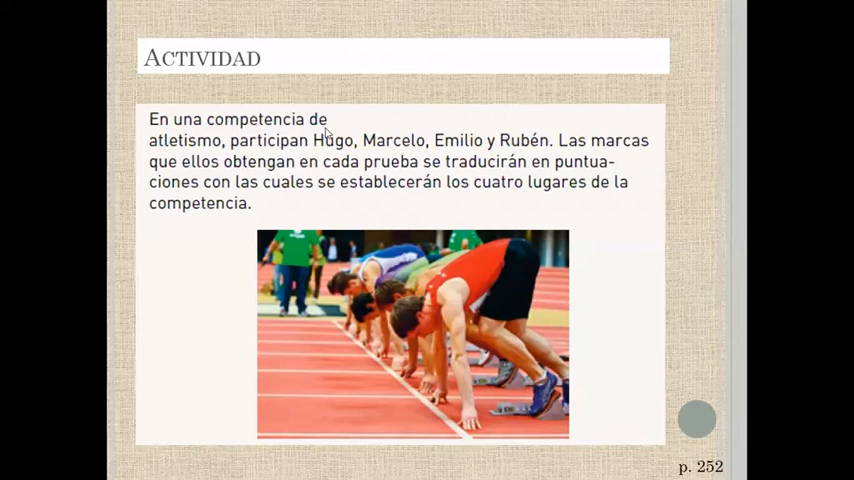 ACTIVIDAD
En una competencia de
atletismo, participan Hugo, Marcelo, Emilio y Rubén. Las marcas
que ellos obtengan en cada prueba se traducirán en puntua-
ciones con las cuales se establecerán los cuatro lugares de la
competencia.
p. 252